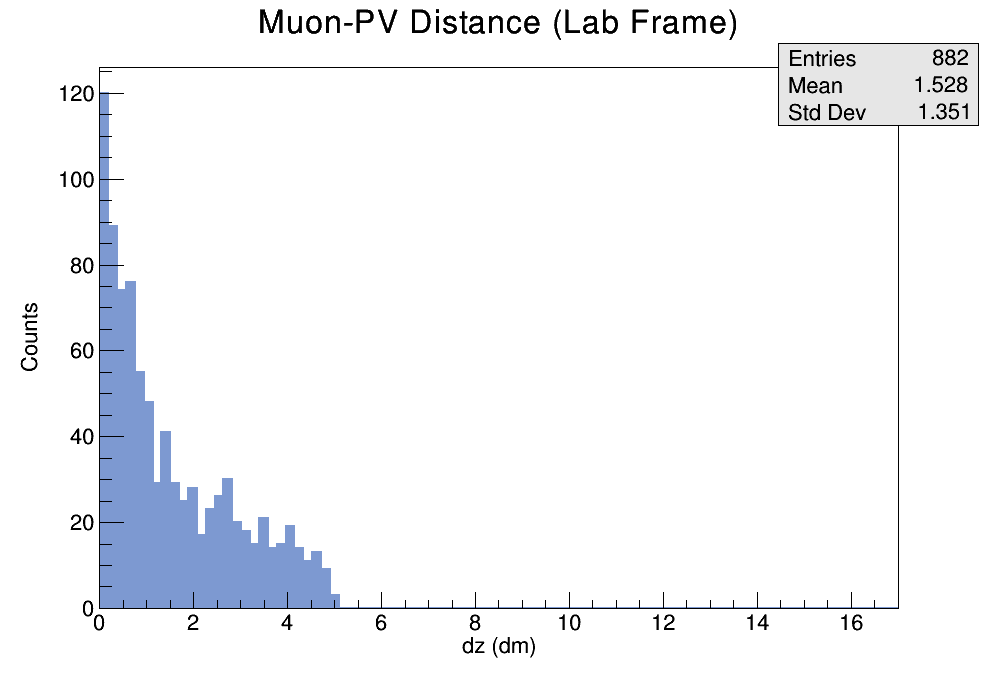 Muon-PV Distance (Lab Frame)
Entries 882
Mean 1.528
Std Dev 1.351
120
100
80
60
40
20
0
Counts
0 2 4 6 8 10 12 14 16
dz (dm)